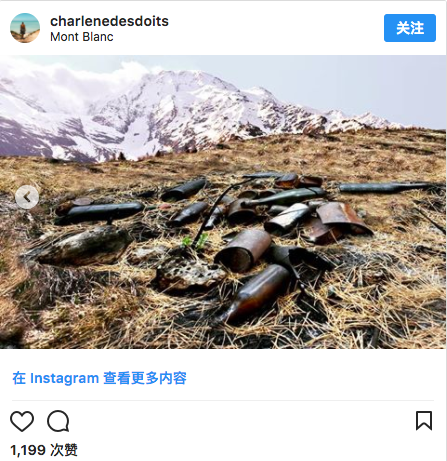 charlenedesdoits
Mont Blanc
关注
在 Instagram 查看更多内容
1,199 次赞